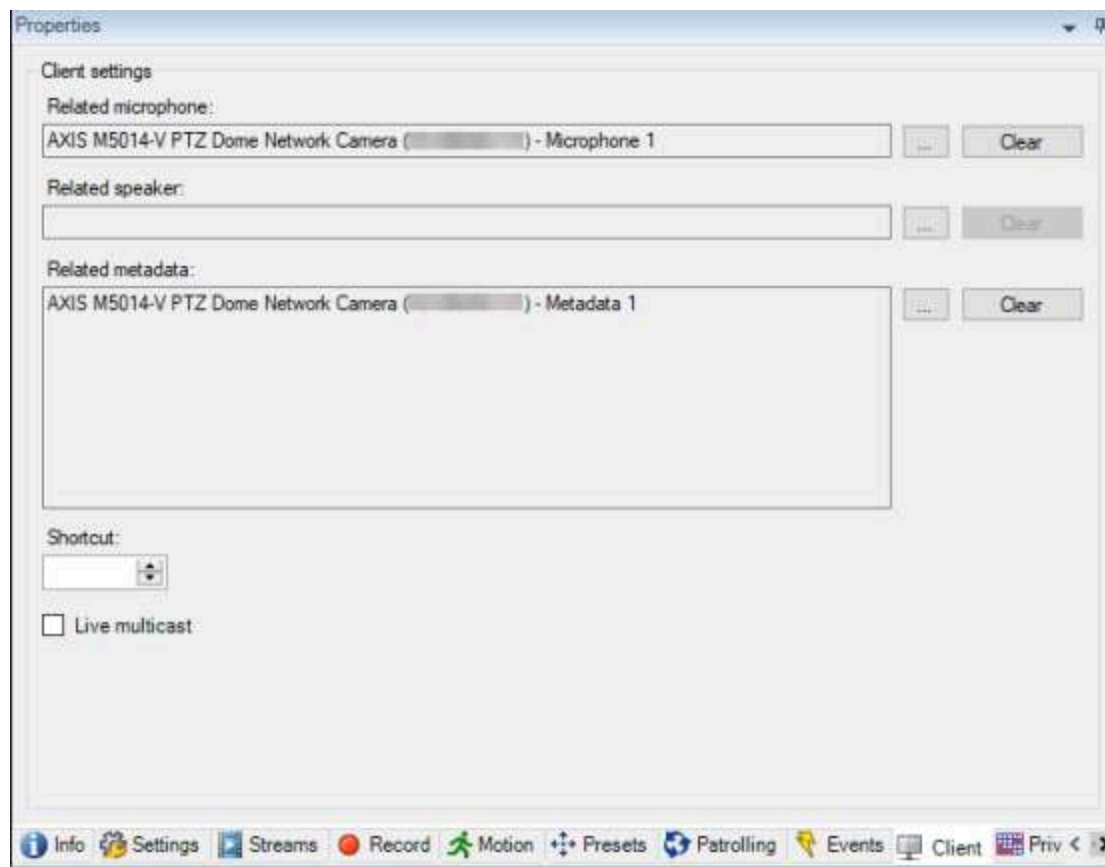 Properties
Client settings
Related microphone:
AXIS M5014-V PTZ Dome Network Camera ( ) - Microphone 1
... Clear
Related speaker:
... Clear
Related metadata:
AXIS M5014-V PTZ Dome Network Camera ( ) - Metadata 1
... Clear
Shortcut:
Live multicast
Info Settings Streams Record Motion Presets Patrolling Events Client Priv